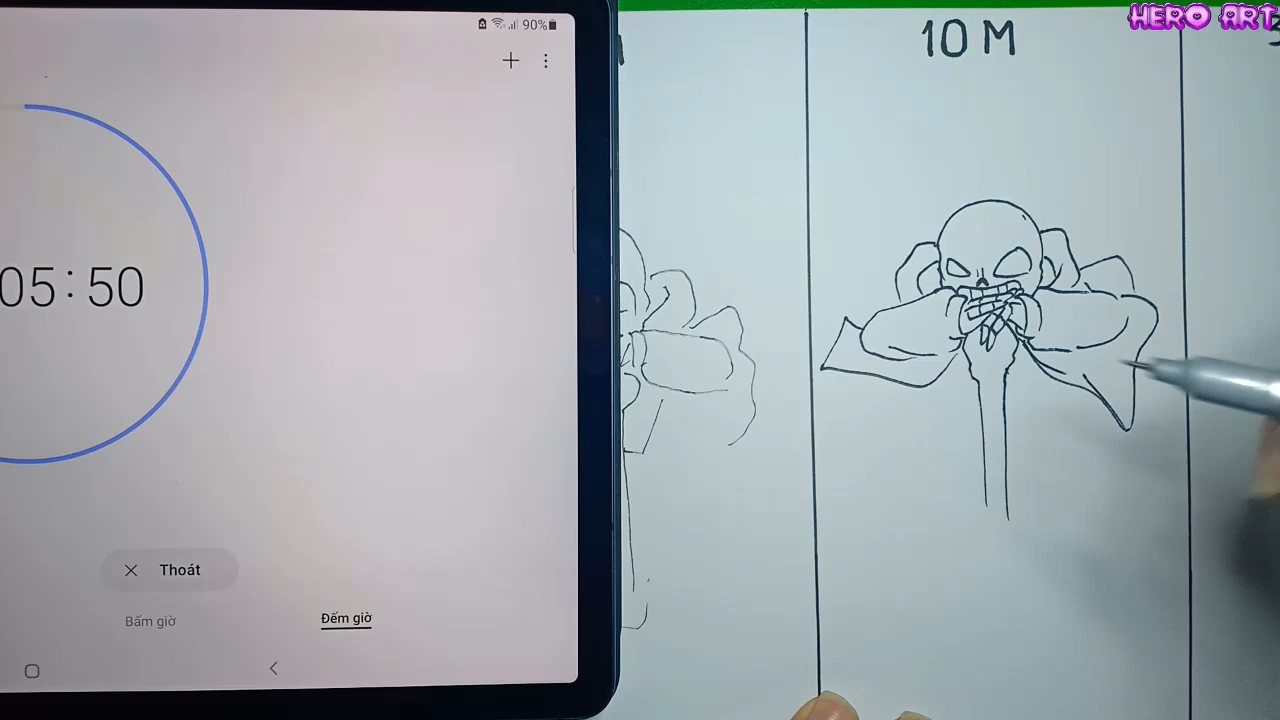 90%
HERO ART
10 M
05:50
Thoát
Bấm giờ
Đếm giờ